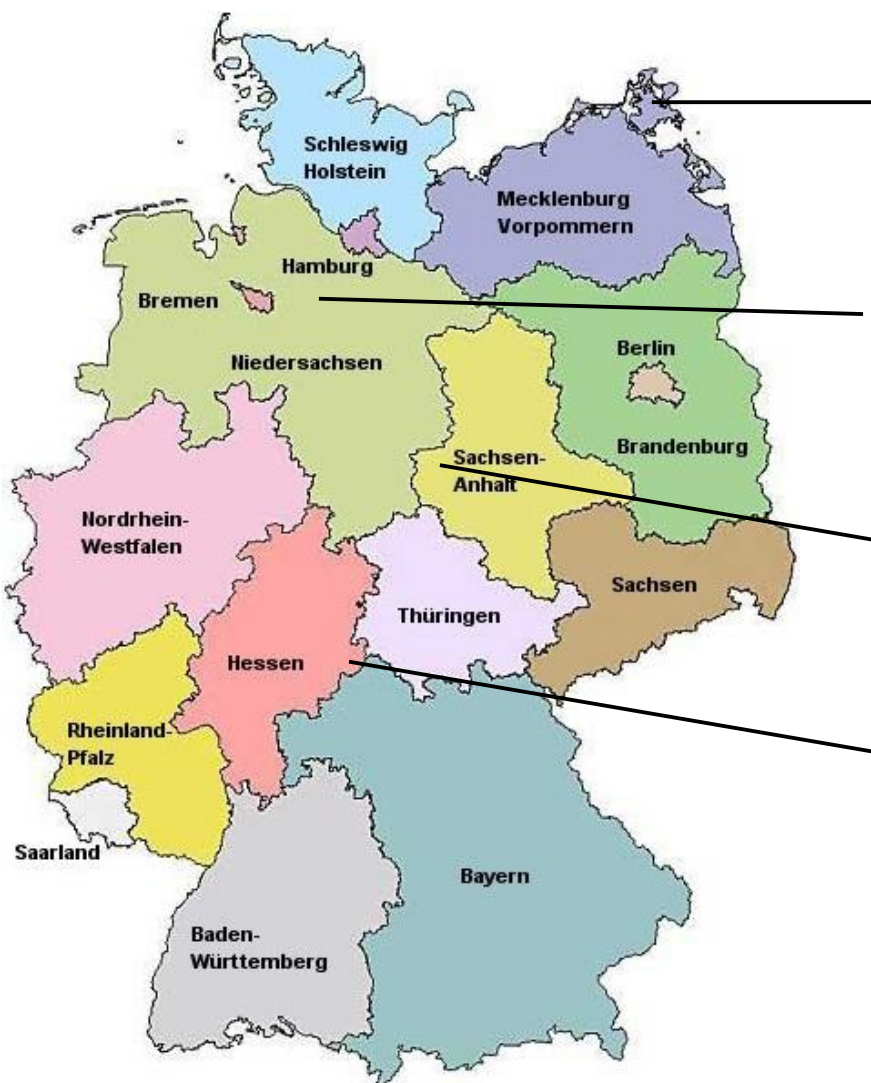 Schleswig
Holstein
Mecklenburg
Vorpommern
Hamburg
Bremen
Niedersachsen
Berlin
Brandenburg
Sachsen-
Anhalt
Nordrhein-
Westfalen
Sachsen
Thüringen
Hessen
Rheinland-
Pfalz
Saarland
Bayern
Baden-
Württemberg